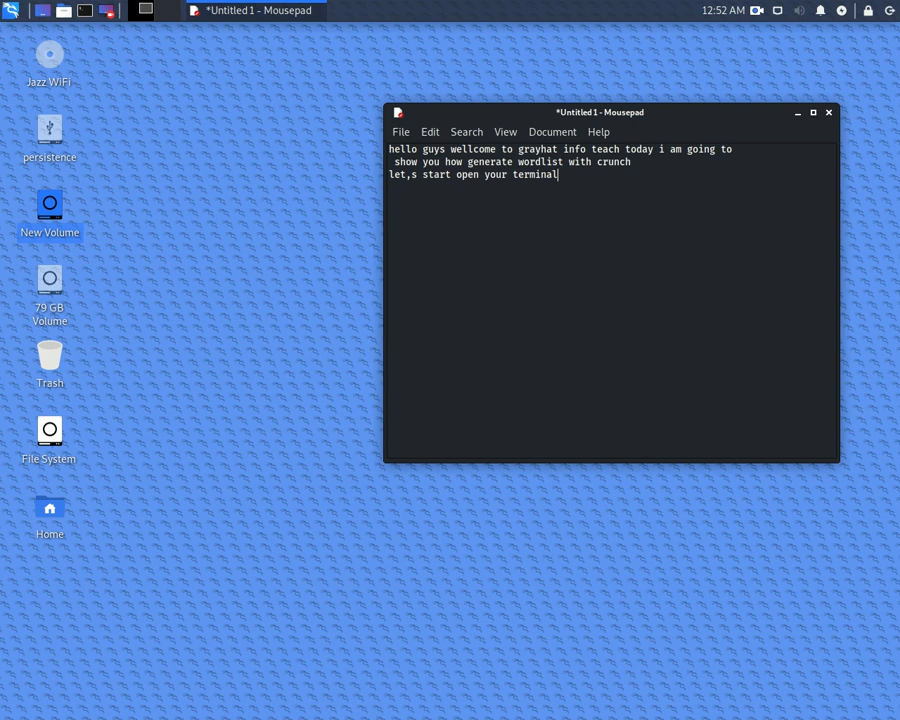 *Untitled 1 - Mousepad
12:52 AM
Jazz WiFi
persistence
New Volume
79 GB
Volume
Trash
File System
Home
*Untitled 1 - Mousepad
File Edit Search View Document Help
hello guys wellcome to grayhat info teach today i am going to
show you how generate wordlist with crunch
let,s start open your terminal